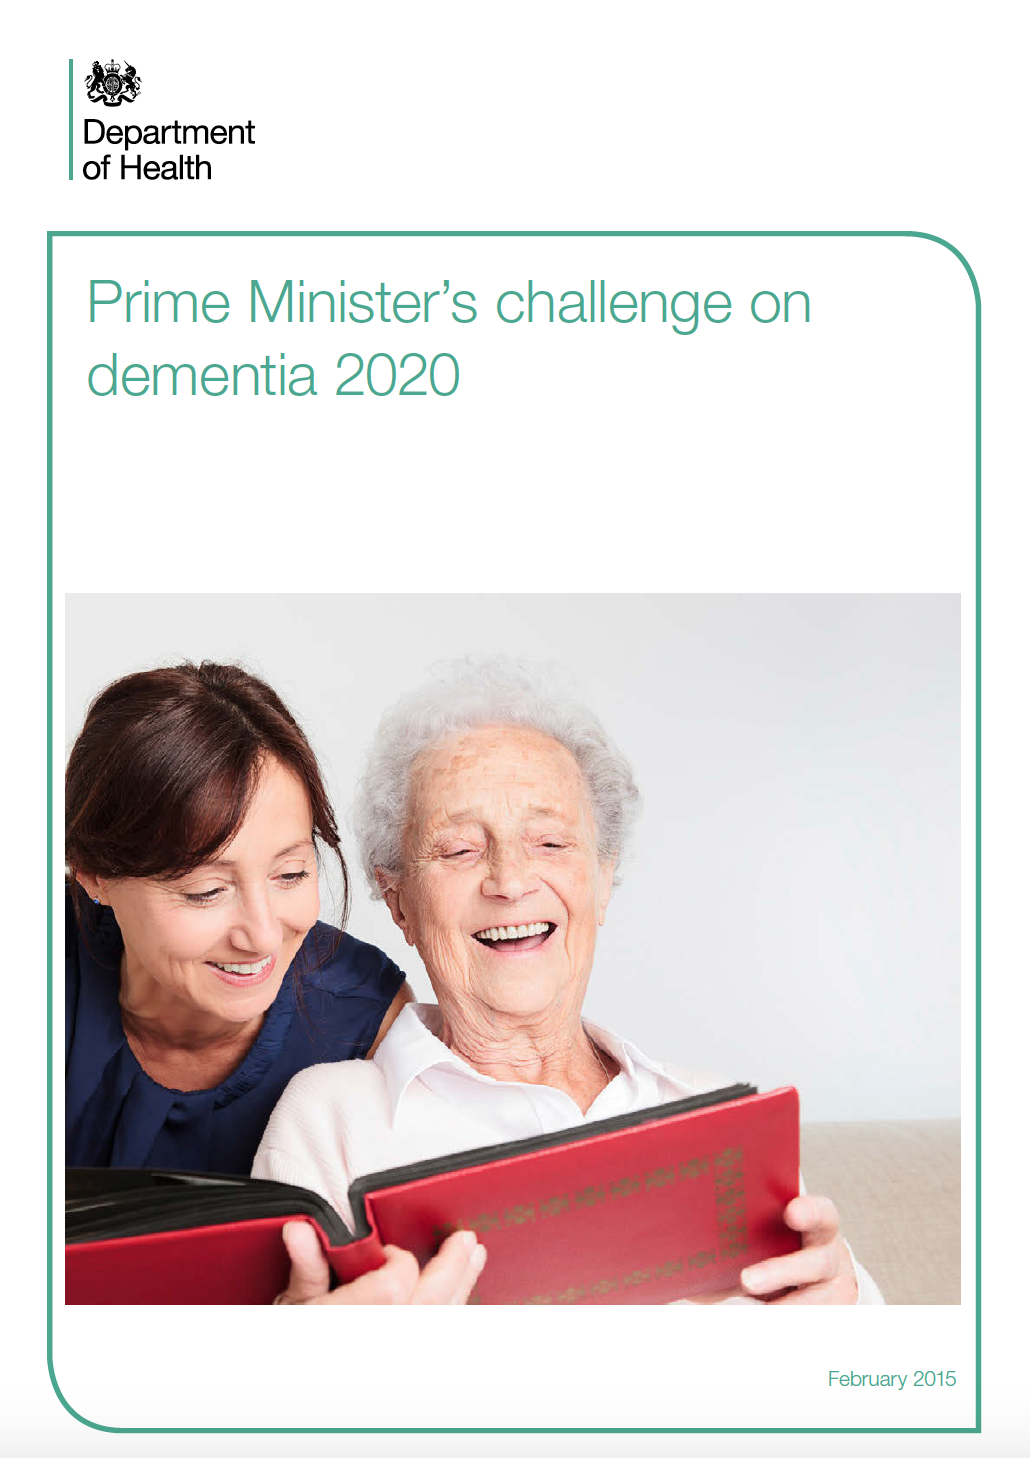 Department
of Health
Prime Minister’s challenge on
dementia 2020
February 2015